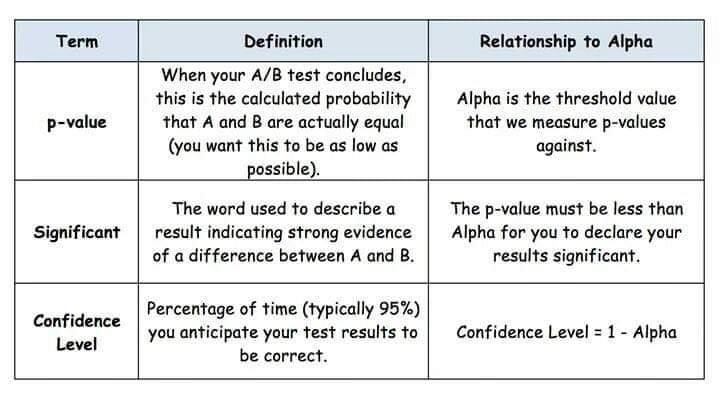 Term
Definition
Relationship to Alpha
p-value
When your A/B test concludes,
this is the calculated probability
that A and B are actually equal
(you want this to be as low as
possible).
Alpha is the threshold value
that we measure p-values
against.
Significant
The word used to describe a
result indicating strong evidence
of a difference between A and B.
The p-value must be less than
Alpha for you to declare your
results significant.
Confidence
Level
Percentage of time (typically 95%)
you anticipate your test results to
be correct.
Confidence Level = 1 - Alpha